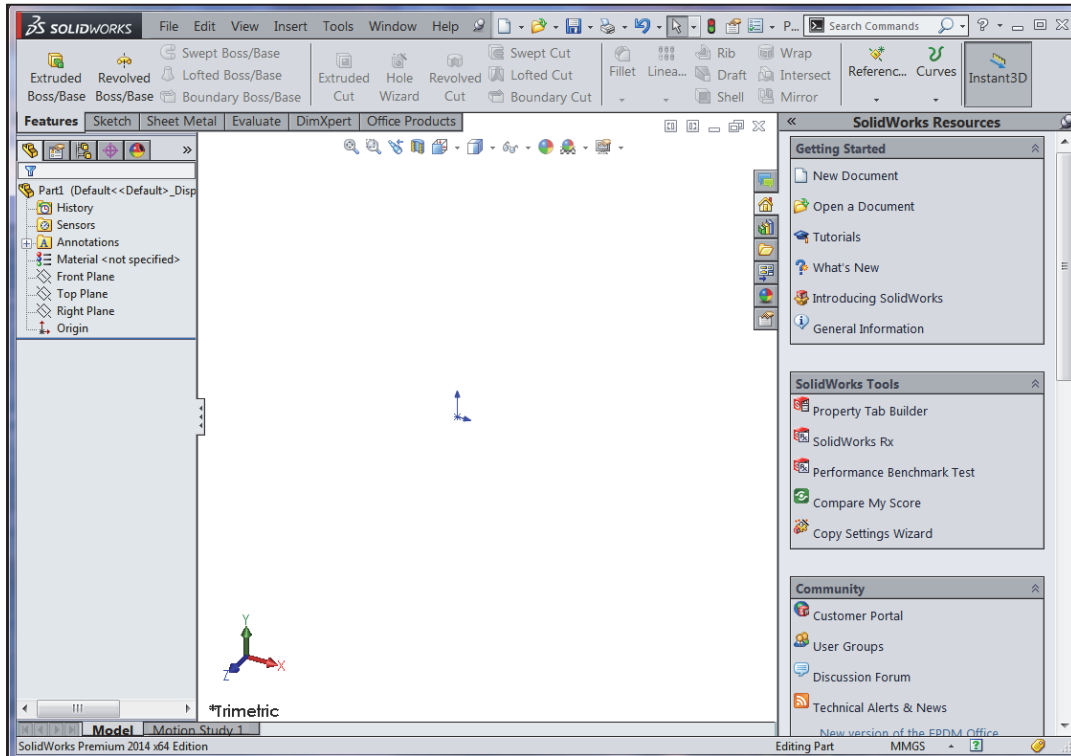 SOLIDWORKS File Edit View Insert Tools Window Help P... Search Commands
Extruded Boss/Base
Revolved Boss/Base
Swept Boss/Base
Lofted Boss/Base
Boundary Boss/Base
Extruded Cut
Hole Wizard
Revolved Cut
Swept Cut
Lofted Cut
Boundary Cut
Fillet
Linea...
Rib
Draft
Shell
Wrap
Intersect
Mirror
Referenc...
Curves
Instant3D
Features Sketch Sheet Metal Evaluate DimXpert Office Products
Part1 (Default<<Default>_Disp
History
Sensors
Annotations
Material <not specified>
Front Plane
Top Plane
Right Plane
Origin
Y
X
Z
*Trimetric
SolidWorks Resources
Getting Started
New Document
Open a Document
Tutorials
What's New
Introducing SolidWorks
General Information
SolidWorks Tools
Property Tab Builder
SolidWorks Rx
Performance Benchmark Test
Compare My Score
Copy Settings Wizard
Community
Customer Portal
User Groups
Discussion Forum
Technical Alerts & News
New version of the EPDM Office
Model Motion Study 1
SolidWorks Premium 2014 x64 Edition Editing Part MMGS